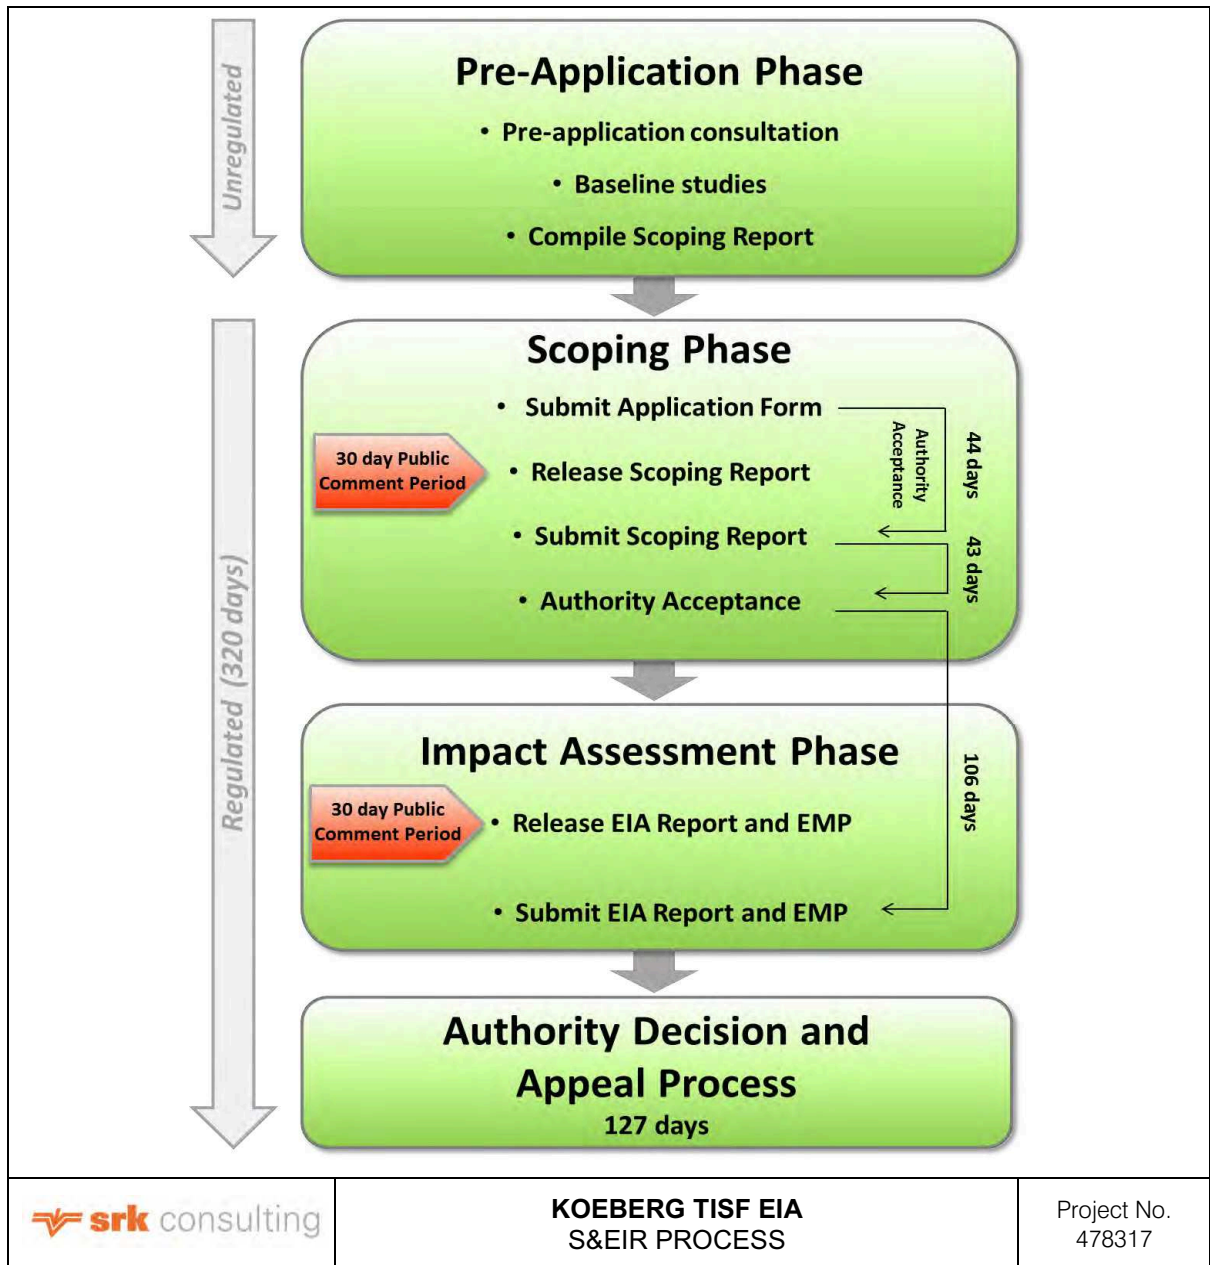 Unregulated
Pre-Application Phase
• Pre-application consultation
• Baseline studies
• Compile Scoping Report
Regulated (320 days)
Scoping Phase
• Submit Application Form
30 day Public
Comment Period
• Release Scoping Report
Authority
Acceptance
44 days
• Submit Scoping Report
43 days
• Authority Acceptance
Impact Assessment Phase
30 day Public
Comment Period
• Release EIA Report and EMP
106 days
• Submit EIA Report and EMP
Authority Decision and
Appeal Process
127 days
srk consulting
KOEBERG TISF EIA
S&EIR PROCESS
Project No.
478317